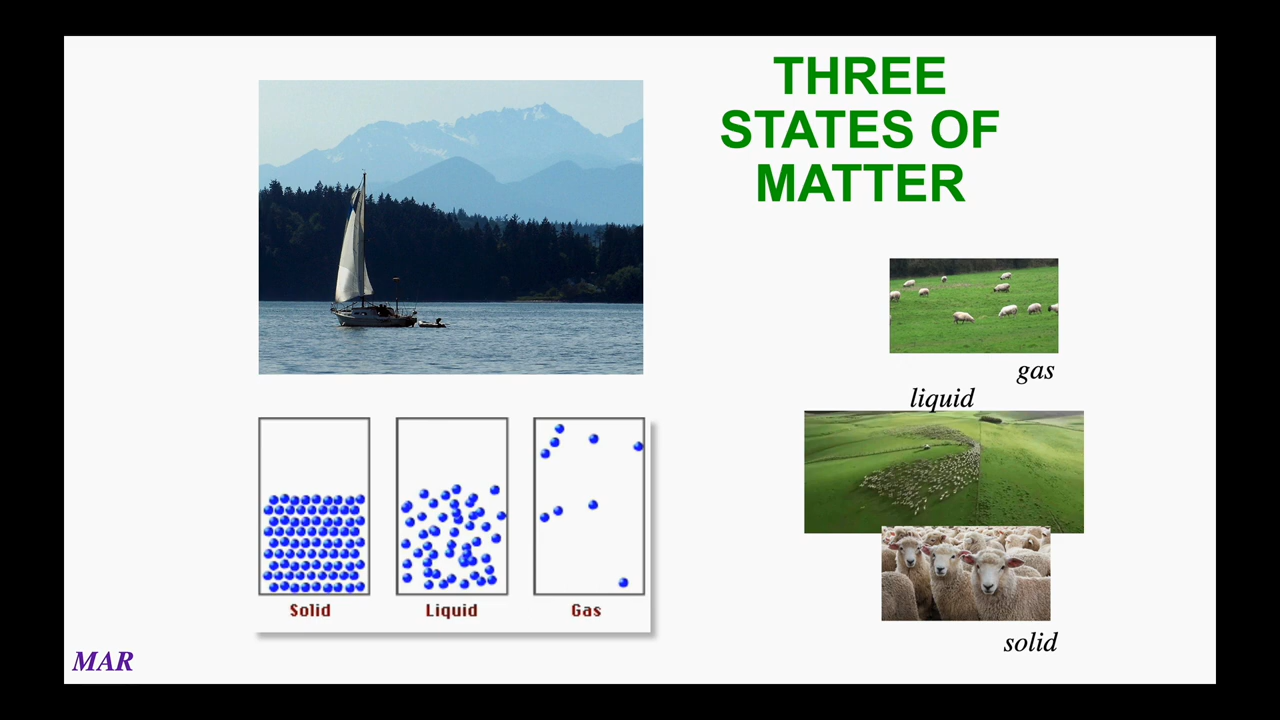 THREE
STATES OF
MATTER
gas
liquid
solid
Solid
Liquid
Gas
MAR